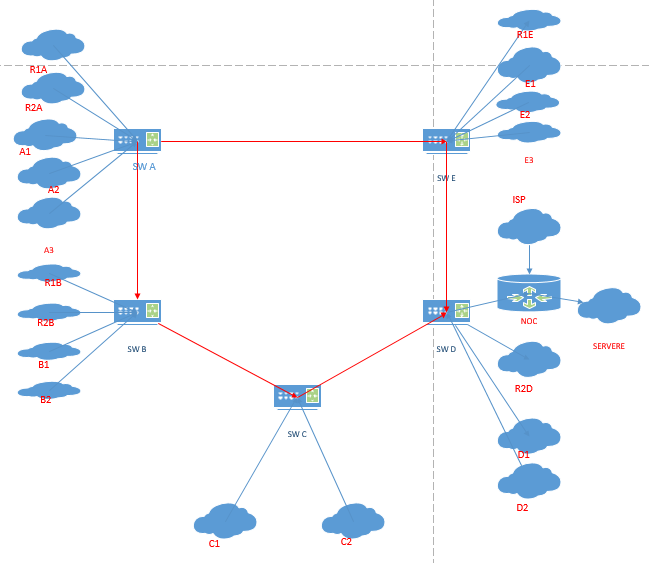 R1A
R2A
A1
A2
A3
SW A
R1B
R2B
B1
B2
SW B
SW C
C1
C2
R1E
E1
E2
E3
SW E
ISP
NOC
SERVERE
SW D
R2D
D1
D2